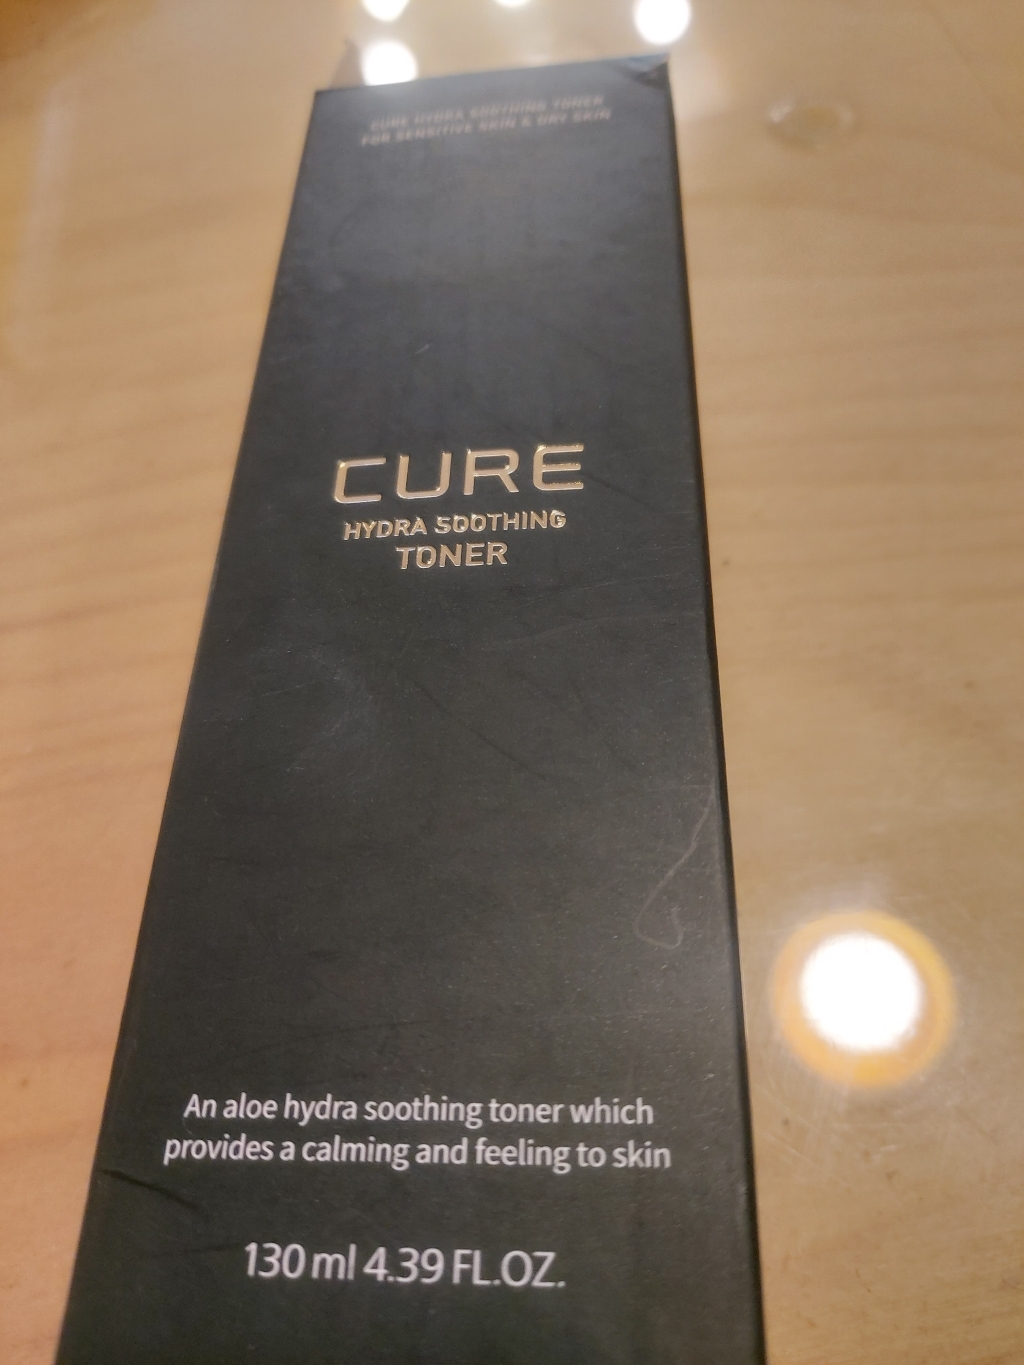 CURE HYDRA SOOTHING TONER
FOR SENSITIVE SKIN & DRY SKIN
CURE
HYDRA SOOTHING
TONER
An aloe hydra soothing toner which
provides a calming and feeling to skin
130 ml 4.39 FL.OZ.